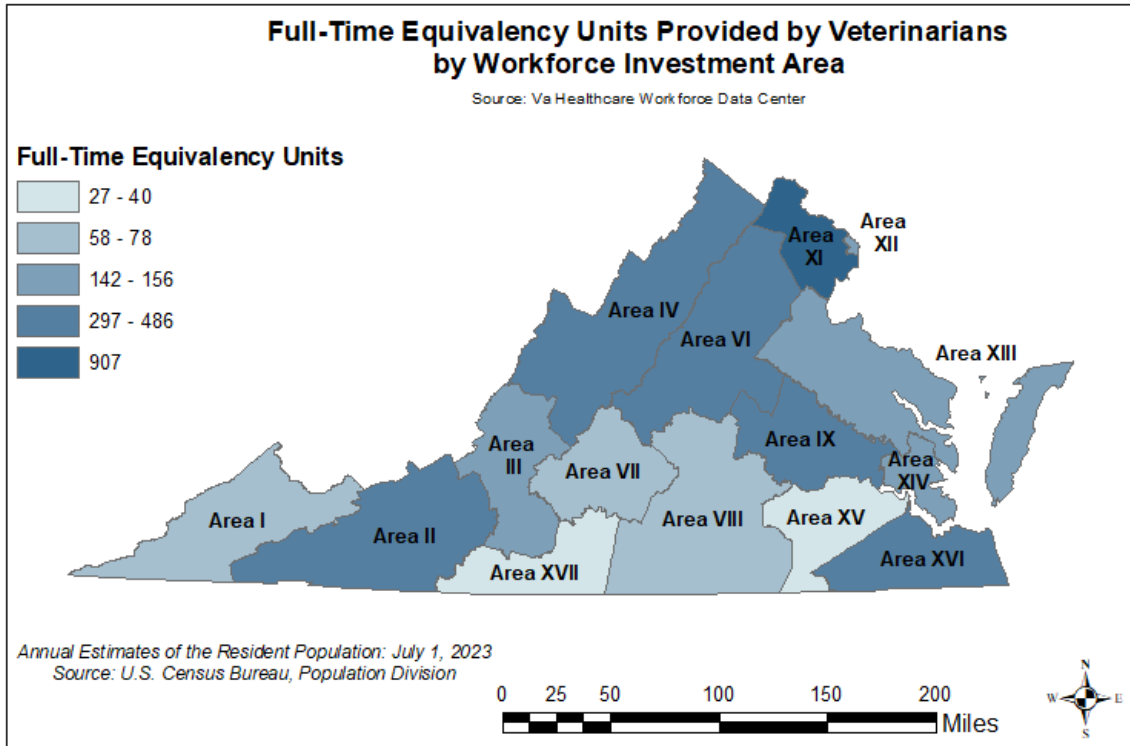 Full-Time Equivalency Units Provided by Veterinarians
by Workforce Investment Area
Source: Va Healthcare Workforce Data Center
Full-Time Equivalency Units
27 - 40
58 - 78
142 - 156
297 - 486
907
Area
XI
Area
XII
Area IV
Area VI
Area XIII
Area
III
Area VII
Area IX
Area
XIV
Area I
Area II
Area VIII
Area XV
Area XVI
Area XVII
Annual Estimates of the Resident Population: July 1, 2023
Source: U.S. Census Bureau, Population Division
0 25 50 100 150 200
Miles
N
W E
S